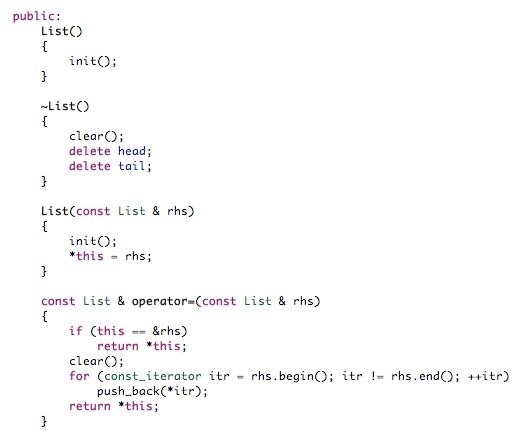 public:
    List()
    {
        init();
    }

    ~List()
    {
        clear();
        delete head;
        delete tail;
    }

    List(const List & rhs)
    {
        init();
        *this = rhs;
    }

    const List & operator=(const List & rhs)
    {
        if (this == &rhs)
            return *this;
        clear();
        for (const_iterator itr = rhs.begin(); itr != rhs.end(); ++itr)
            push_back(*itr);
        return *this;
    }